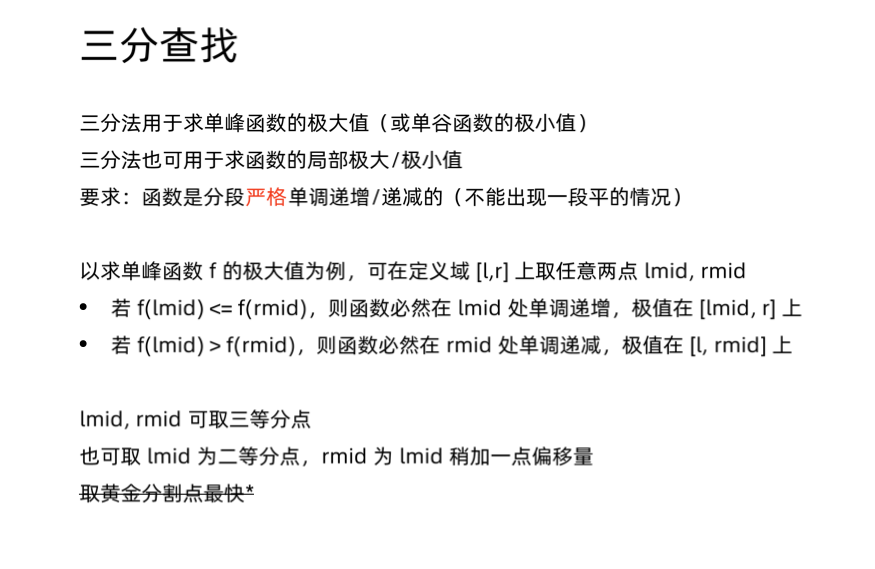 三分查找
三分法用于求单峰函数的极大值（或单谷函数的极小值）
三分法也可用于求函数的局部极大/极小值
要求：函数是分段严格单调递增/递减的（不能出现一段平的情况）
以求单峰函数 f 的极大值为例，可在定义域 [l,r] 上取任意两点 lmid, rmid
• 若 f(lmid) <= f(rmid)，则函数必然在 lmid 处单调递增，极值在 [lmid, r] 上
• 若 f(lmid) > f(rmid)，则函数必然在 rmid 处单调递减，极值在 [l, rmid] 上
lmid, rmid 可取三等分点
也可取 lmid 为二等分点，rmid 为 lmid 稍加一点偏移量
取黄金分割点最快*